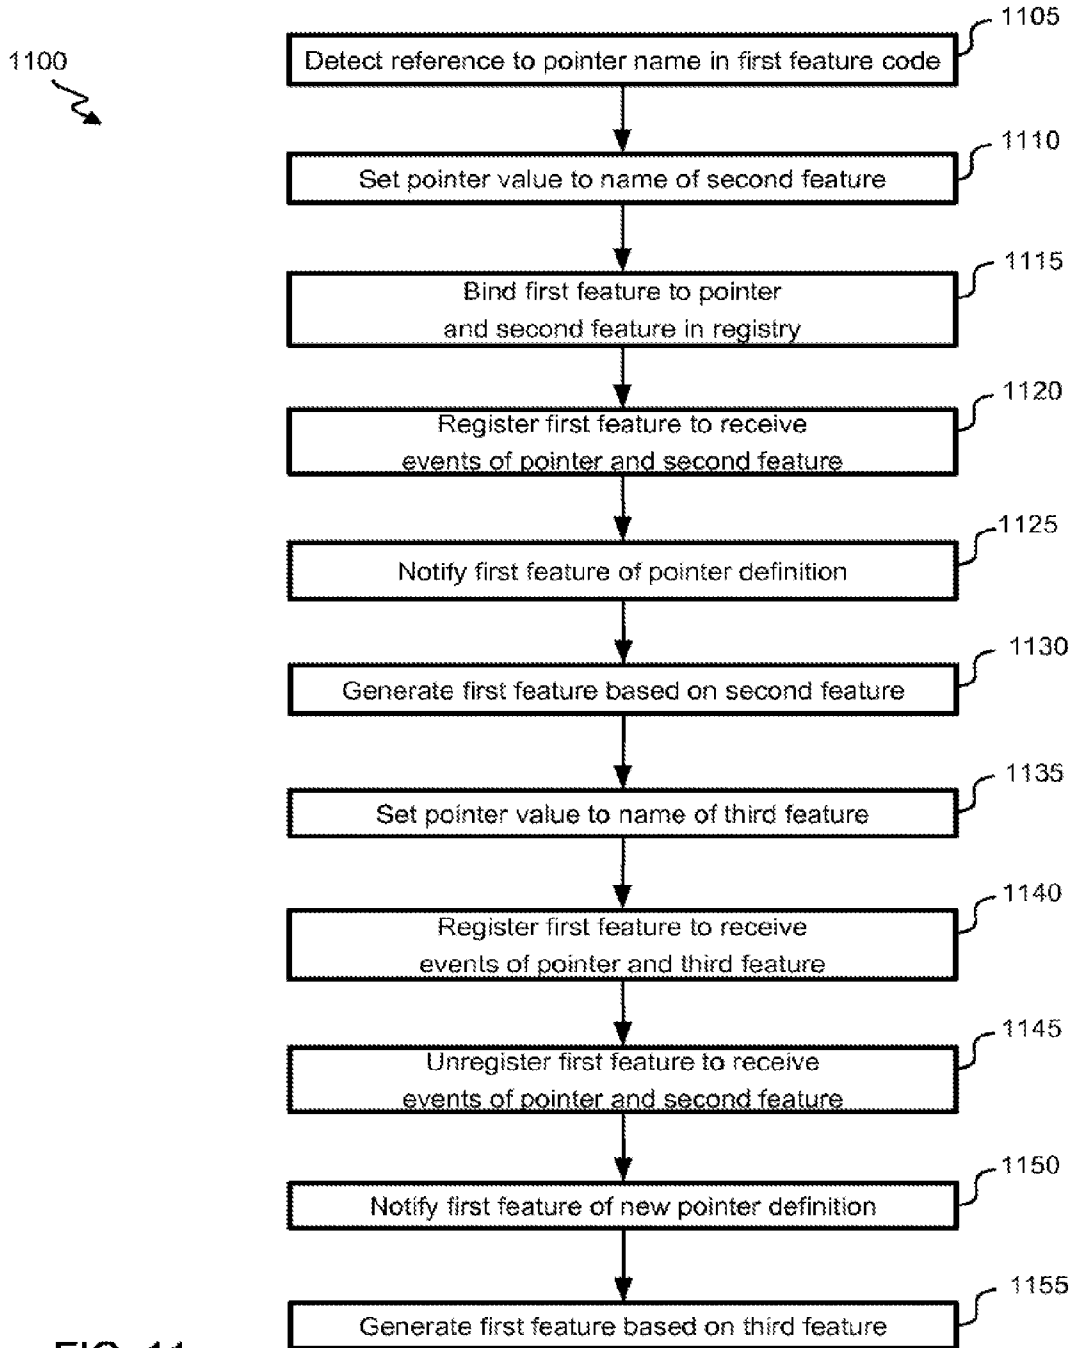 1105
1100
Detect reference to pointer name in first feature code
1110
Set pointer value to name of second feature
1115
Bind first feature to pointer
and second feature in registry
1120
Register first feature to receive
events of pointer and second feature
1125
Notify first feature of pointer definition
1130
Generate first feature based on second feature
1135
Set pointer value to name of third feature
1140
Register first feature to receive
events of pointer and third feature
1145
Unregister first feature to receive
events of pointer and second feature
1150
Notify first feature of new pointer definition
1155
Generate first feature based on third feature
FIG. 11